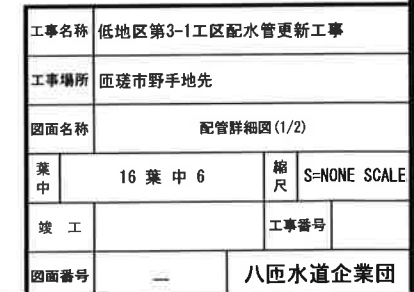 工事名称 低地区第3-1工区配水管更新工事
工事場所 匝瑳市野手地先
図面名称 配管詳細図(1/2)
葉中 16 葉 中 6 縮尺 S=NONE SCALE
竣 工 工事番号
図面番号 — 八匝水道企業団